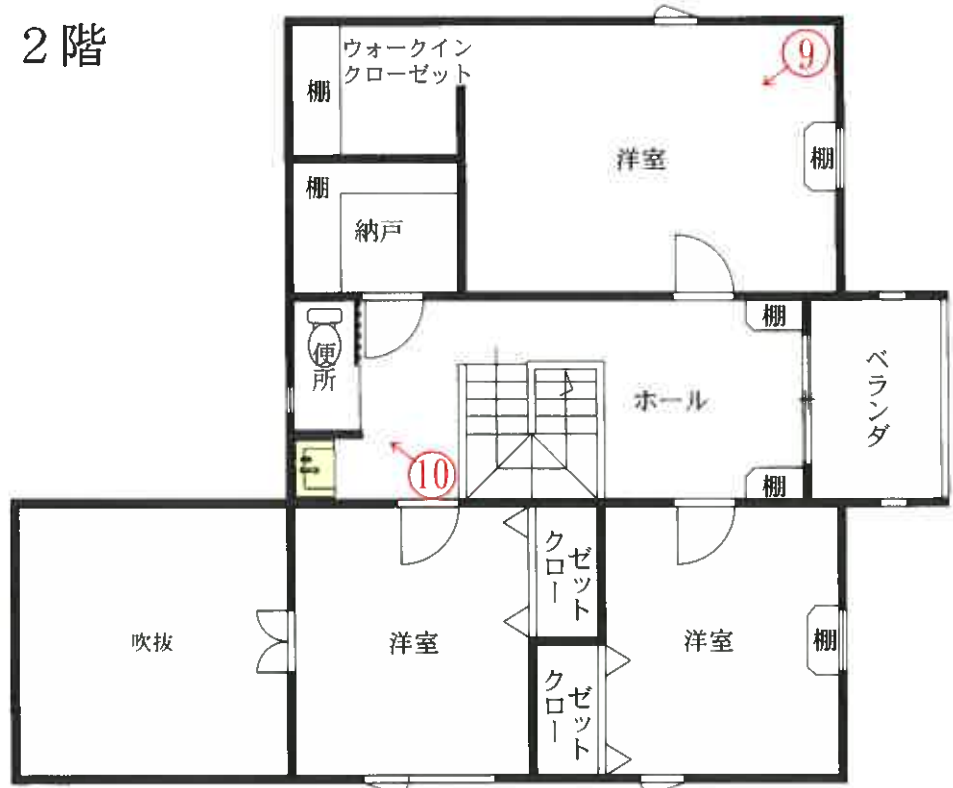 2階
ウォークイン
クローゼット
棚
⑨
洋室
棚
棚
納戸
便所
棚
ホール
ベランダ
⑩
棚
吹抜
洋室
クローゼット
洋室
棚
クローゼット